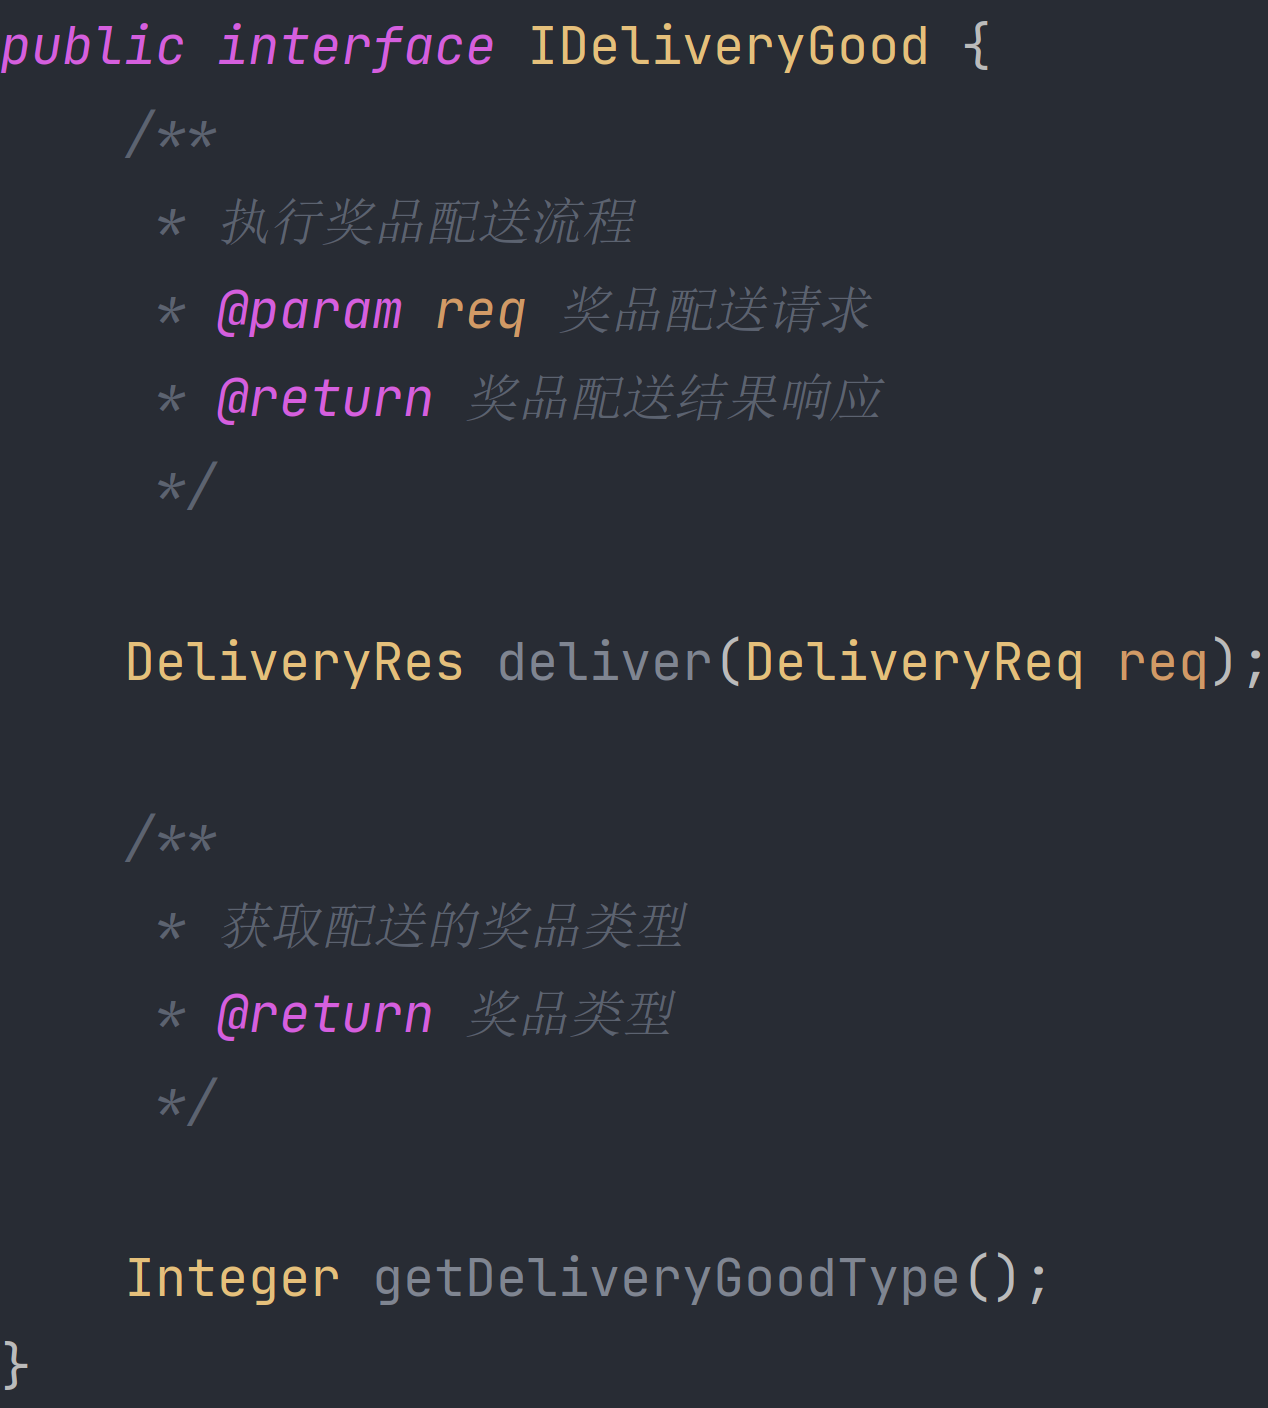 public interface IDeliveryGood {
/**
* 执行奖品配送流程
* @param req 奖品配送请求
* @return 奖品配送结果响应
*/
DeliveryRes deliver(DeliveryReq req);
/**
* 获取配送的奖品类型
* @return 奖品类型
*/
Integer getDeliveryGoodType();
}